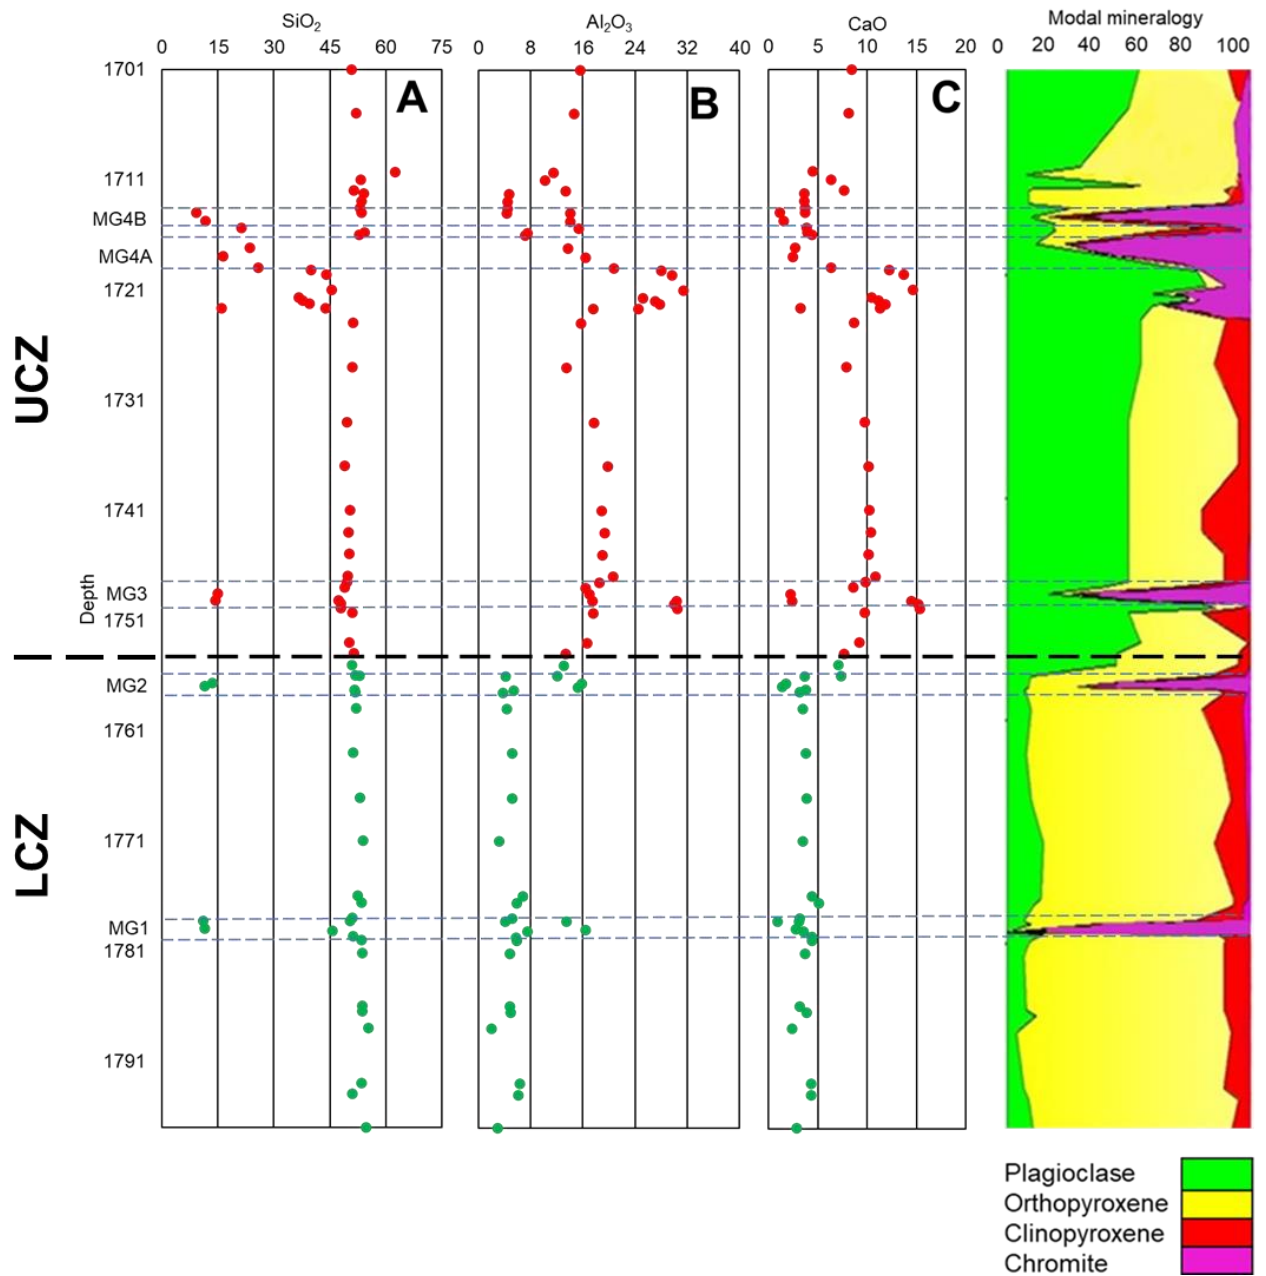 SiO₂ Al₂O₃ CaO Modal mineralogy
0 15 30 45 60 75 0 8 16 24 32 40 0 5 10 15 20 0 20 40 60 80 100
1701
A B C
1711
MG4B
MG4A
1721
UCZ
1731
1741
Depth
MG3
1751
MG2
1761
LCZ
1771
MG1
1781
1791
Plagioclase
Orthopyroxene
Clinopyroxene
Chromite